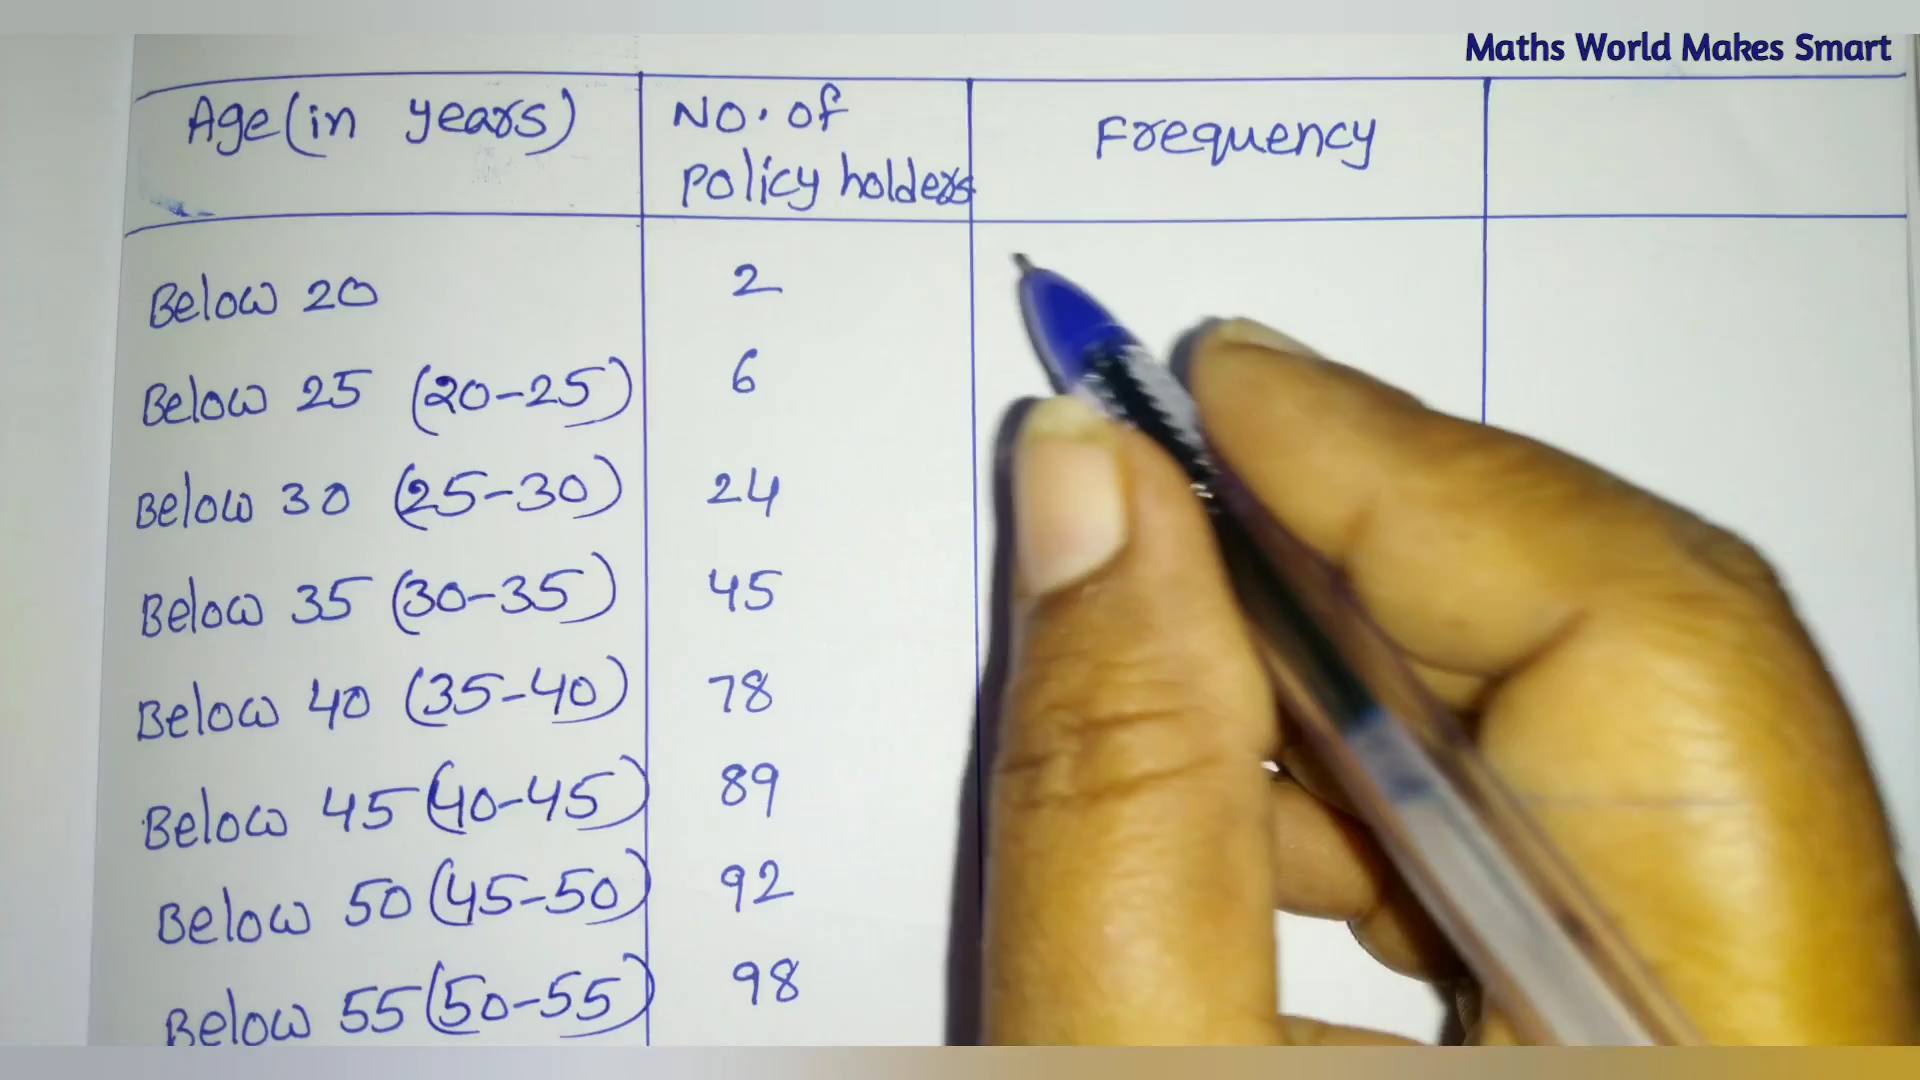 Maths World Makes Smart
Age (in years) No. of policy holders Frequency
Below 20 2
Below 25 (20-25) 6
Below 30 (25-30) 24
Below 35 (30-35) 45
Below 40 (35-40) 78
Below 45 (40-45) 89
Below 50 (45-50) 92
Below 55 (50-55) 98